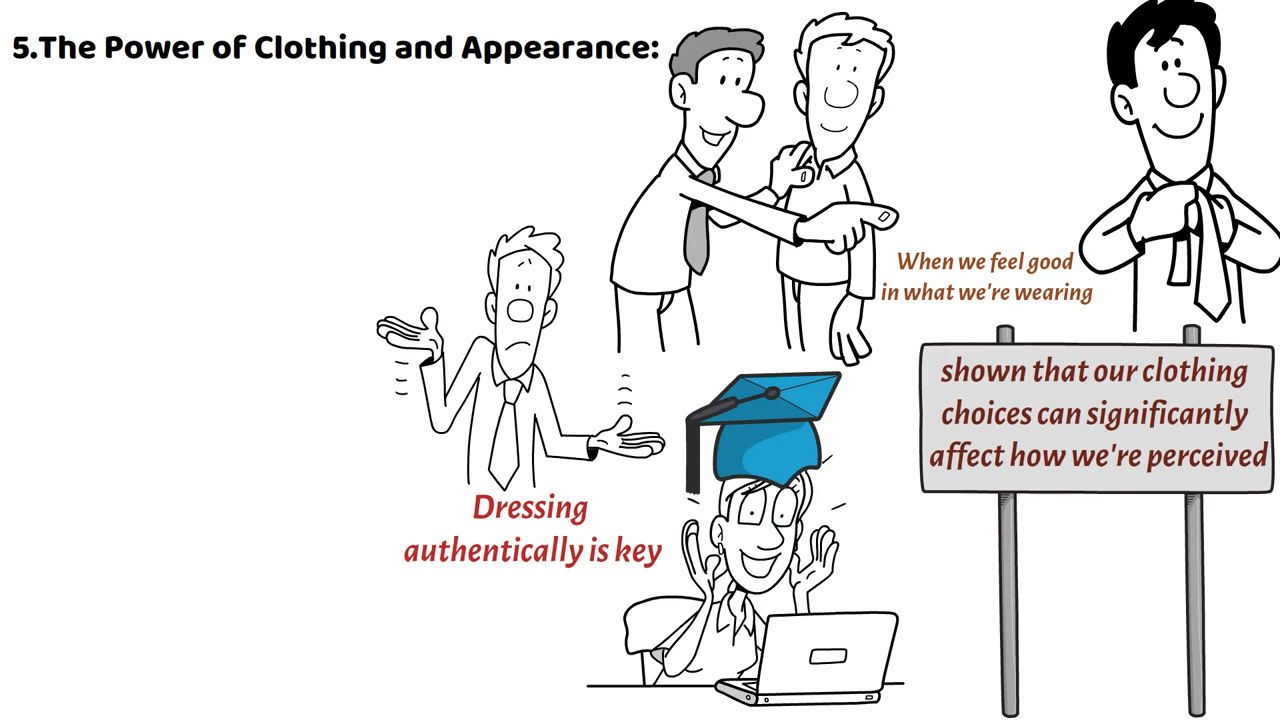 5.The Power of Clothing and Appearance:
When we feel good
in what we're wearing
shown that our clothing
choices can significantly
affect how we're perceived
Dressing
authentically is key